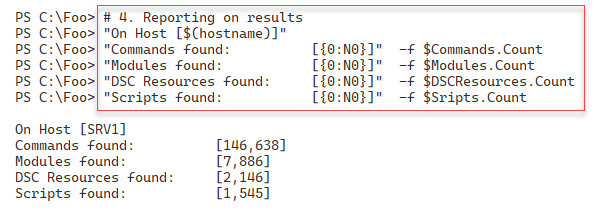 PS C:\Foo> # 4. Reporting on results
PS C:\Foo> "On Host [$(hostname)]"
PS C:\Foo> "Commands found:          [{0:N0}]"  -f $Commands.Count
PS C:\Foo> "Modules found:           [{0:N0}]"  -f $Modules.Count
PS C:\Foo> "DSC Resources found:     [{0:N0}]"  -f $DSCResources.Count
PS C:\Foo> "Scripts found:           [{0:N0}]"  -f $Sripts.Count
On Host [SRV1]
Commands found:          [146,638]
Modules found:           [7,886]
DSC Resources found:     [2,146]
Scripts found:           [1,545]